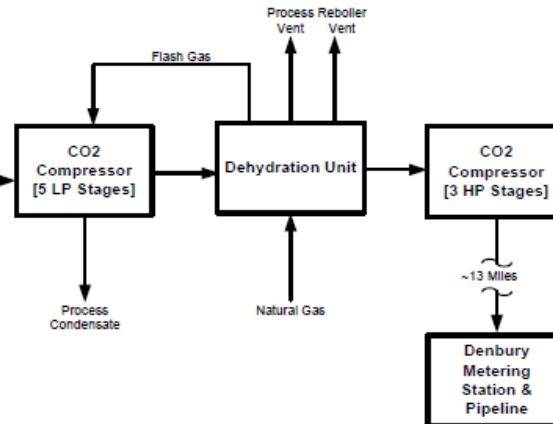 Process Reboiler
Vent Vent
Flash Gas
CO2
Compressor
[5 LP Stages]
Dehydration Unit
CO2
Compressor
[3 HP Stages]
~13 Miles
Process
Condensate
Natural Gas
Denbury
Metering
Station &
Pipeline